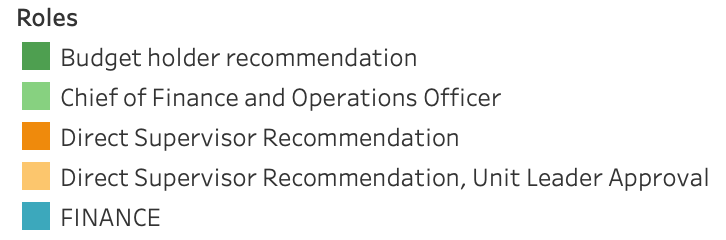 Roles
Budget holder recommendation
Chief of Finance and Operations Officer
Direct Supervisor Recommendation
Direct Supervisor Recommendation, Unit Leader Approval
FINANCE